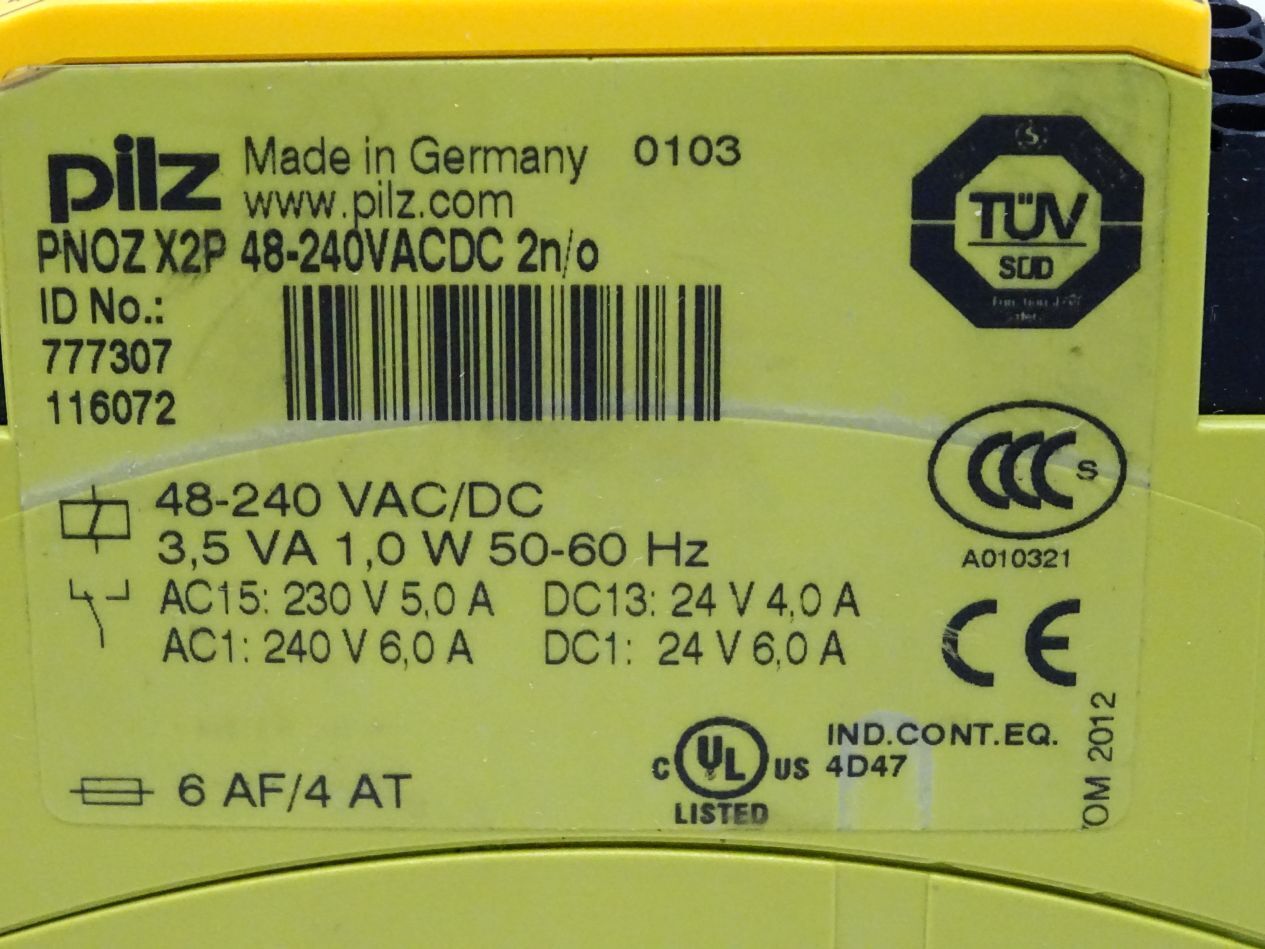 pilz Made in Germany 0103
www.pilz.com
PNOZ X2P 48-240VACDC 2n/o
ID No.:
777307
116072
TÜV
SÜD
CCC S
A010321
48-240 VAC/DC
3,5 VA 1,0 W 50-60 Hz
AC15: 230 V 5,0 A DC13: 24 V 4,0 A
AC1: 240 V 6,0 A DC1: 24 V 6,0 A
CE
6 AF/4 AT
C UL US
LISTED
IND.CONT.EQ.
4D47
OM 2012